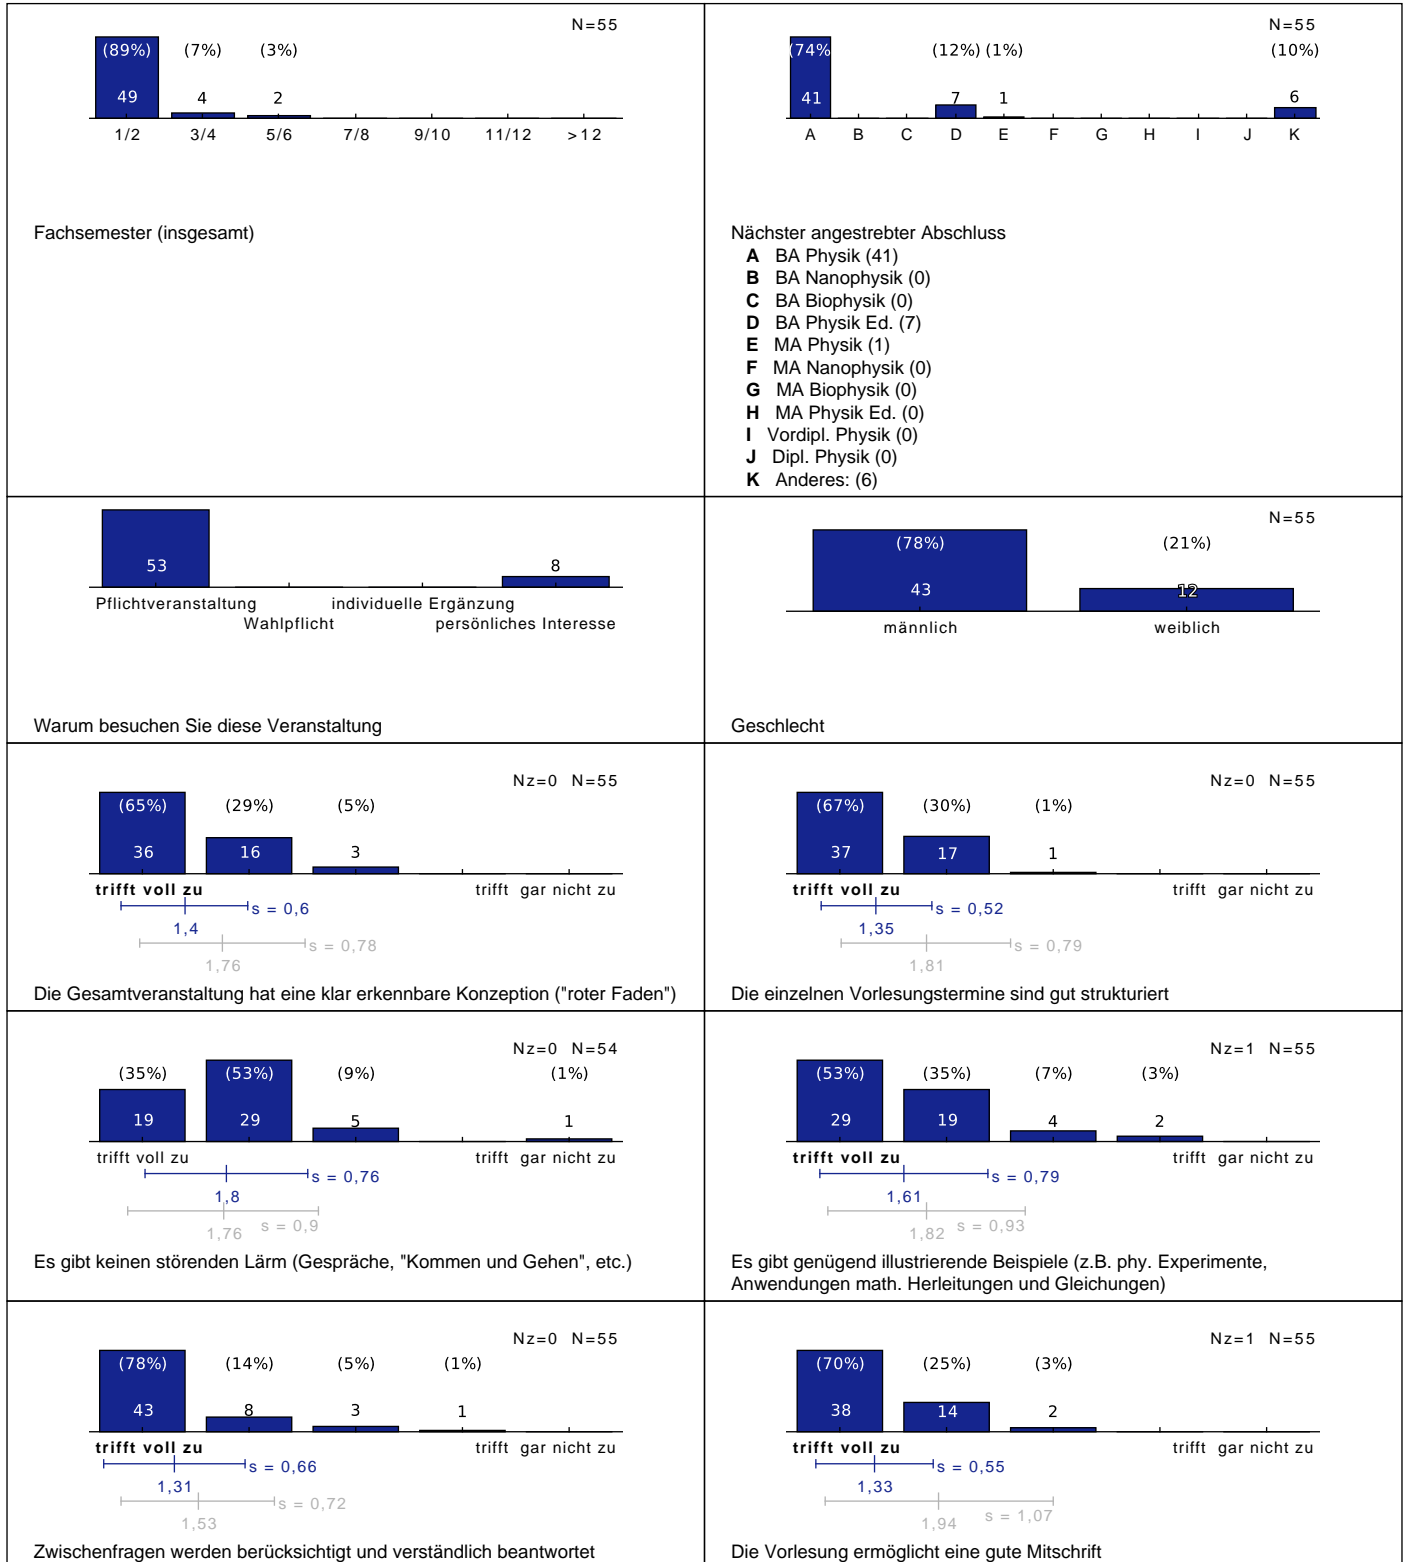 N=55
(89%) (7%) (3%)
49 4 2
1/2 3/4 5/6 7/8 9/10 11/12 >12
Fachsemester (insgesamt)
N=55
(74% (12%) (1%) (10%)
41 7 1 6
A B C D E F G H I J K
Nächster angestrebter Abschluss
A BA Physik (41)
B BA Nanophysik (0)
C BA Biophysik (0)
D BA Physik Ed. (7)
E MA Physik (1)
F MA Nanophysik (0)
G MA Biophysik (0)
H MA Physik Ed. (0)
I Vordipl. Physik (0)
J Dipl. Physik (0)
K Anderes: (6)
53 8
Pflichtveranstaltung individuelle Ergänzung
Wahlpflicht persönliches Interesse
Warum besuchen Sie diese Veranstaltung
N=55
(78%) (21%)
43 12
männlich weiblich
Geschlecht
Nz=0 N=55
(65%) (29%) (5%)
36 16 3
trifft voll zu trifft gar nicht zu
s = 0,6
1,4
s = 0,78
1,76
Die Gesamtveranstaltung hat eine klar erkennbare Konzeption ("roter Faden")
Nz=0 N=55
(67%) (30%) (1%)
37 17 1
trifft voll zu trifft gar nicht zu
s = 0,52
1,35
s = 0,79
1,81
Die einzelnen Vorlesungstermine sind gut strukturiert
Nz=0 N=54
(35%) (53%) (9%) (1%)
19 29 5 1
trifft voll zu trifft gar nicht zu
s = 0,76
1,8
s = 0,9
1,76
Es gibt keinen störenden Lärm (Gespräche, "Kommen und Gehen", etc.)
Nz=1 N=55
(53%) (35%) (7%) (3%)
29 19 4 2
trifft voll zu trifft gar nicht zu
s = 0,79
1,61
s = 0,93
1,82
Es gibt genügend illustrierende Beispiele (z.B. phy. Experimente,
Anwendungen math. Herleitungen und Gleichungen)
Nz=0 N=55
(78%) (14%) (5%) (1%)
43 8 3 1
trifft voll zu trifft gar nicht zu
s = 0,66
1,31
s = 0,72
1,53
Zwischenfragen werden berücksichtigt und verständlich beantwortet
Nz=1 N=55
(70%) (25%) (3%)
38 14 2
trifft voll zu trifft gar nicht zu
s = 0,55
1,33
s = 1,07
1,94
Die Vorlesung ermöglicht eine gute Mitschrift